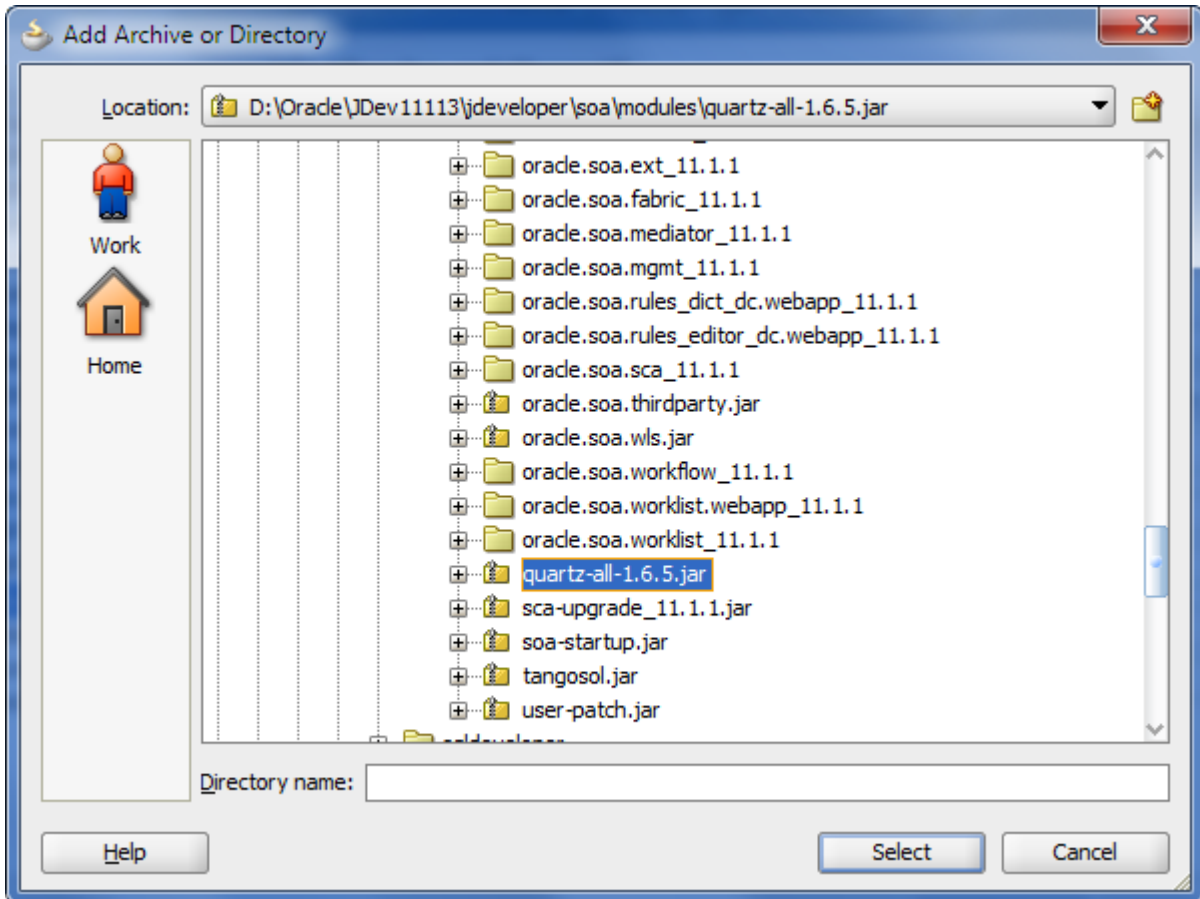 Add Archive or Directory
Location: D:\Oracle\JDev11113\jdeveloper\soa\modules\quartz-all-1.6.5.jar
Work
Home
oracle.soa.ext_11.1.1
oracle.soa.fabric_11.1.1
oracle.soa.mediator_11.1.1
oracle.soa.mgmt_11.1.1
oracle.soa.rules_dict_dc.webapp_11.1.1
oracle.soa.rules_editor_dc.webapp_11.1.1
oracle.soa.sca_11.1.1
oracle.soa.thirdparty.jar
oracle.soa.wls.jar
oracle.soa.workflow_11.1.1
oracle.soa.worklist.webapp_11.1.1
oracle.soa.worklist_11.1.1
quartz-all-1.6.5.jar
sca-upgrade_11.1.1.jar
soa-startup.jar
tangosol.jar
user-patch.jar
Directory name:
Help
Select
Cancel